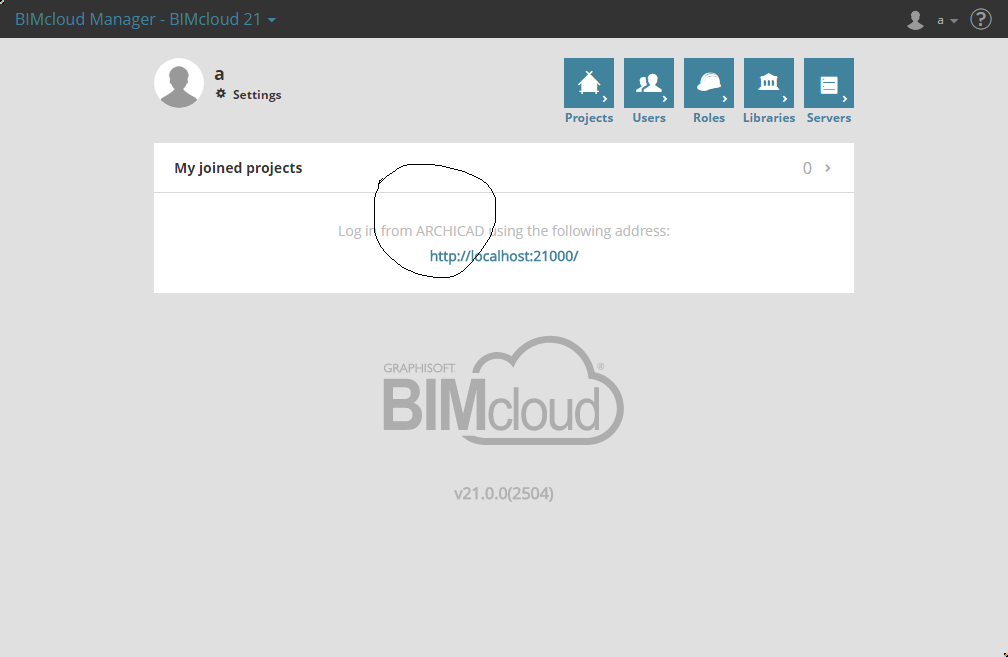 BIMcloud Manager - BIMcloud 21
a
?
a
Settings
Projects Users Roles Libraries Servers
My joined projects 0
Log in from ARCHICAD using the following address:
http://localhost:21000/
GRAPHISOFT.
BIMcloud®
v21.0.0(2504)